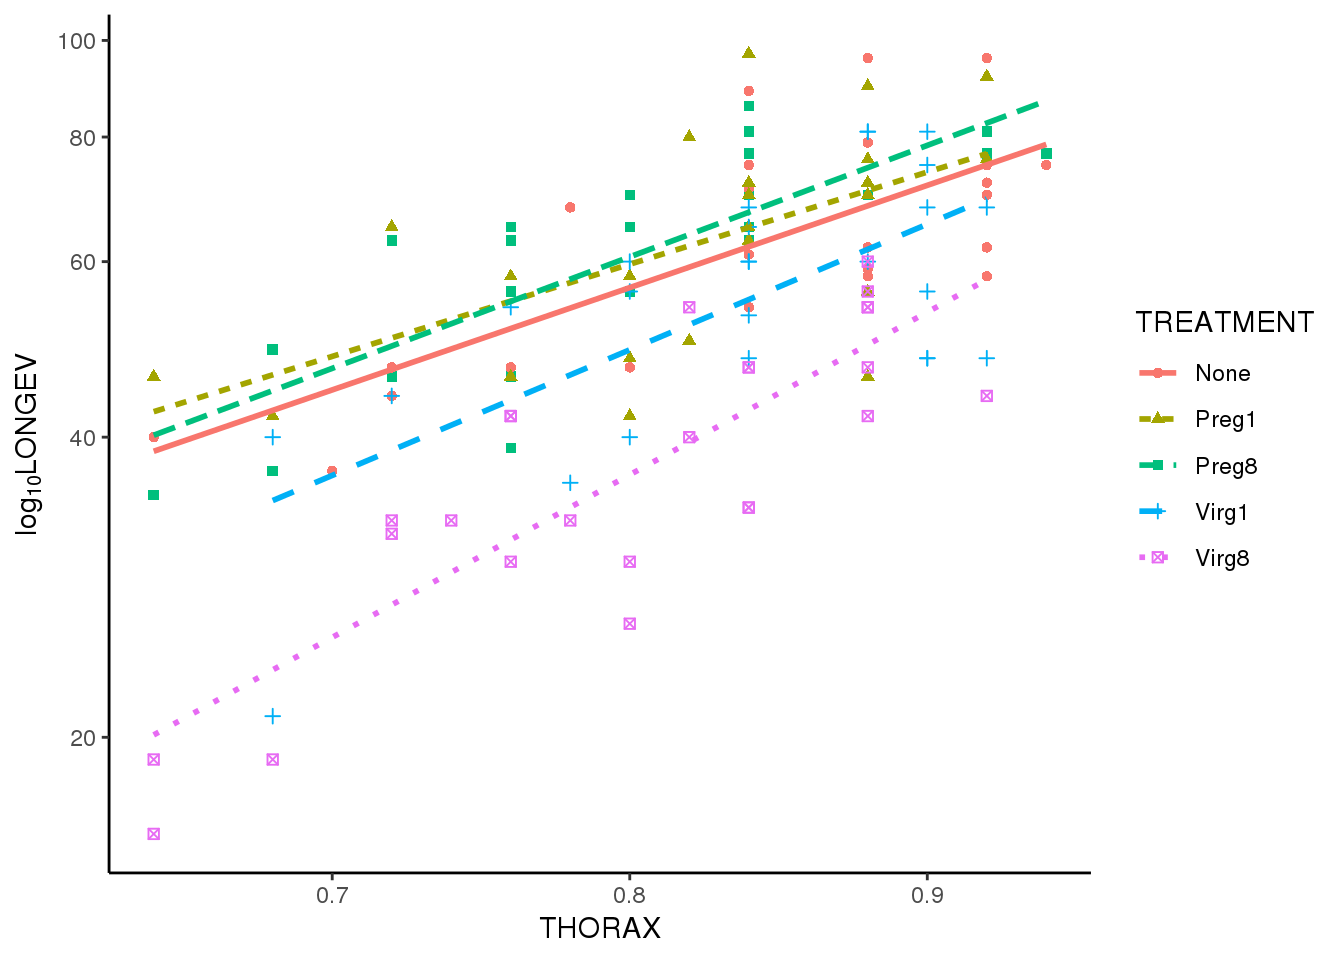 100
80
60
40
20
log₁₀LONGEV
0.7
0.8
0.9
THORAX
TREATMENT
None
Preg1
Preg8
Virg1
Virg8